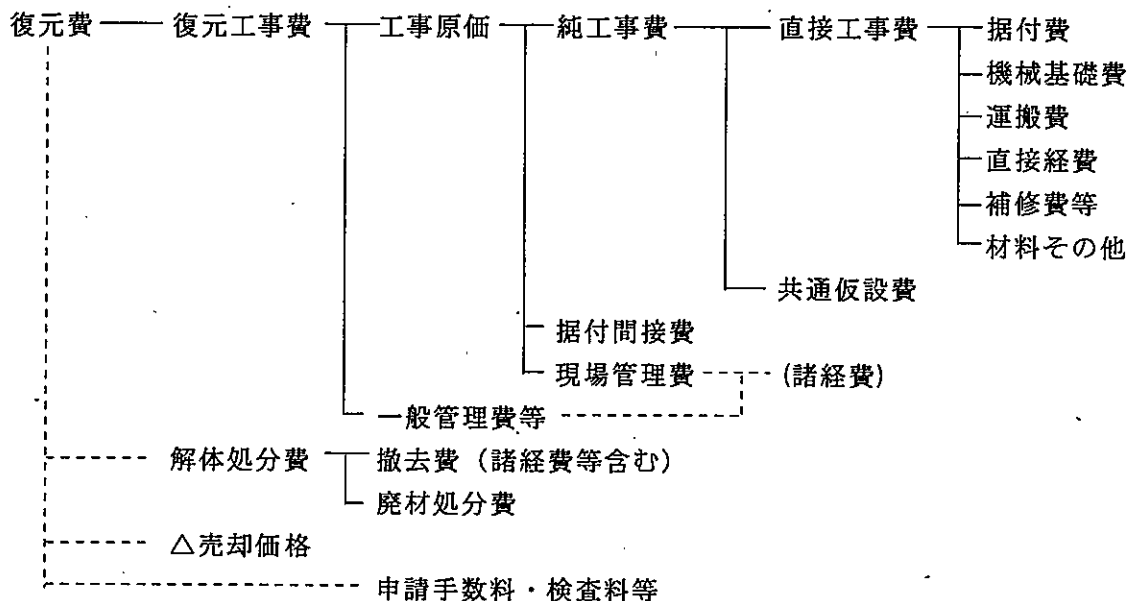 復元費 復元工事費 工事原価 純工事費 直接工事費 据付費
機械基礎費
運搬費
直接経費
補修費等
材料その他
共通仮設費
据付間接費
現場管理費 (諸経費)
一般管理費等
解体処分費 撤去費（諸経費等含む）
廃材処分費
△売却価格
申請手数料・検査料等